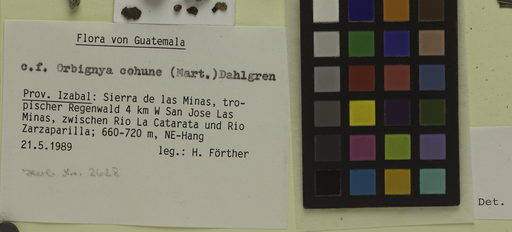 Flora von Guatemala
c.f. Orbignya cohune (Mart.)Dahlgren
Prov. Izabal: Sierra de las Minas, tro-
pischer Regenwald 4 km W San Jose Las
Minas, zwischen Rio La Catarata und Rio
Zarzaparilla; 660-720 m, NE-Hang
21.5.1989 leg.: H. Förther
2628
Det.